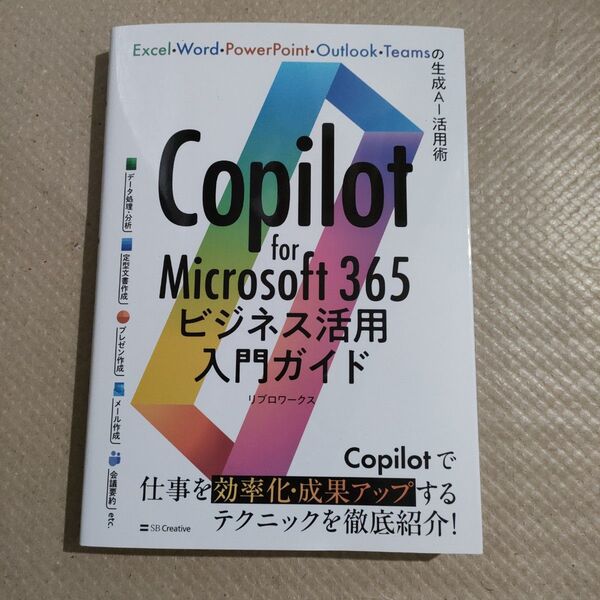 Excel・Word・PowerPoint・Outlook・Teamsの生成AI活用術
Copilot
for
Microsoft 365
ビジネス活用
入門ガイド
リブロワークス
データ処理・分析
定型文書作成
プレゼン作成
メール作成
会議要約
etc.
Copilotで
仕事を効率化・成果アップする
テクニックを徹底紹介!
SB Creative